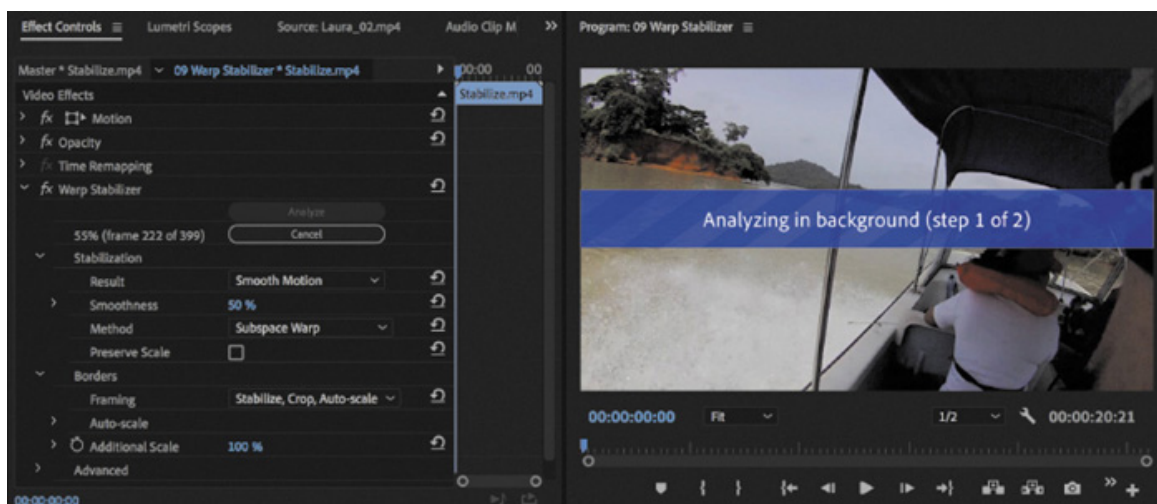 Effect Controls Lumetri Scopes Source: Laura_02.mp4 Audio Clip M
Master * Stabilize.mp4 09 Warp Stabilizer * Stabilize.mp4
:00:00 00
Video Effects
Stabilize.mp4
fx Motion
fx Opacity
fx Time Remapping
fx Warp Stabilizer
Analyze
55% (frame 222 of 399) Cancel
Stabilization
Result Smooth Motion
Smoothness 50 %
Method Subspace Warp
Preserve Scale
Borders
Framing Stabilize, Crop, Auto-scale
Auto-scale
Additional Scale 100 %
Advanced
00:00:00:00
Program: 09 Warp Stabilizer
Analyzing in background (step 1 of 2)
00:00:00:00 Fit 1/2 00:00:20:21